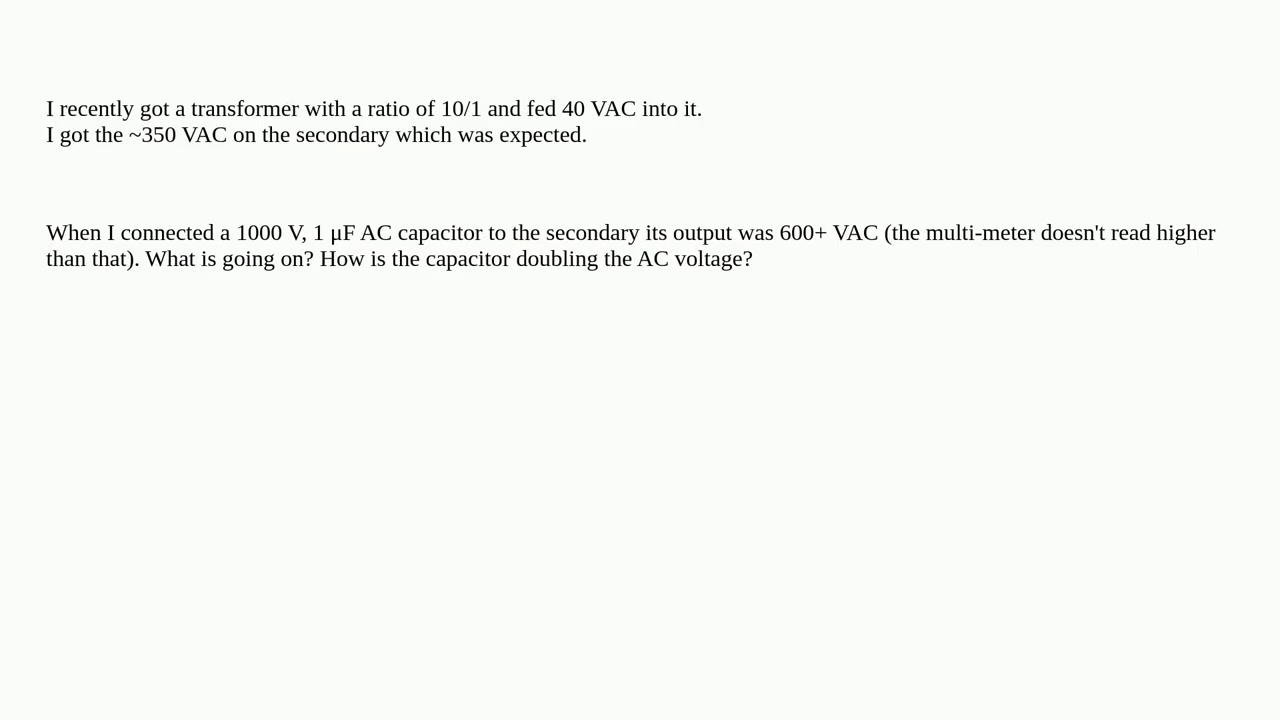 I recently got a transformer with a ratio of 10/1 and fed 40 VAC into it.
I got the ~350 VAC on the secondary which was expected.
When I connected a 1000 V, 1 μF AC capacitor to the secondary its output was 600+ VAC (the multi-meter doesn't read higher
than that). What is going on? How is the capacitor doubling the AC voltage?